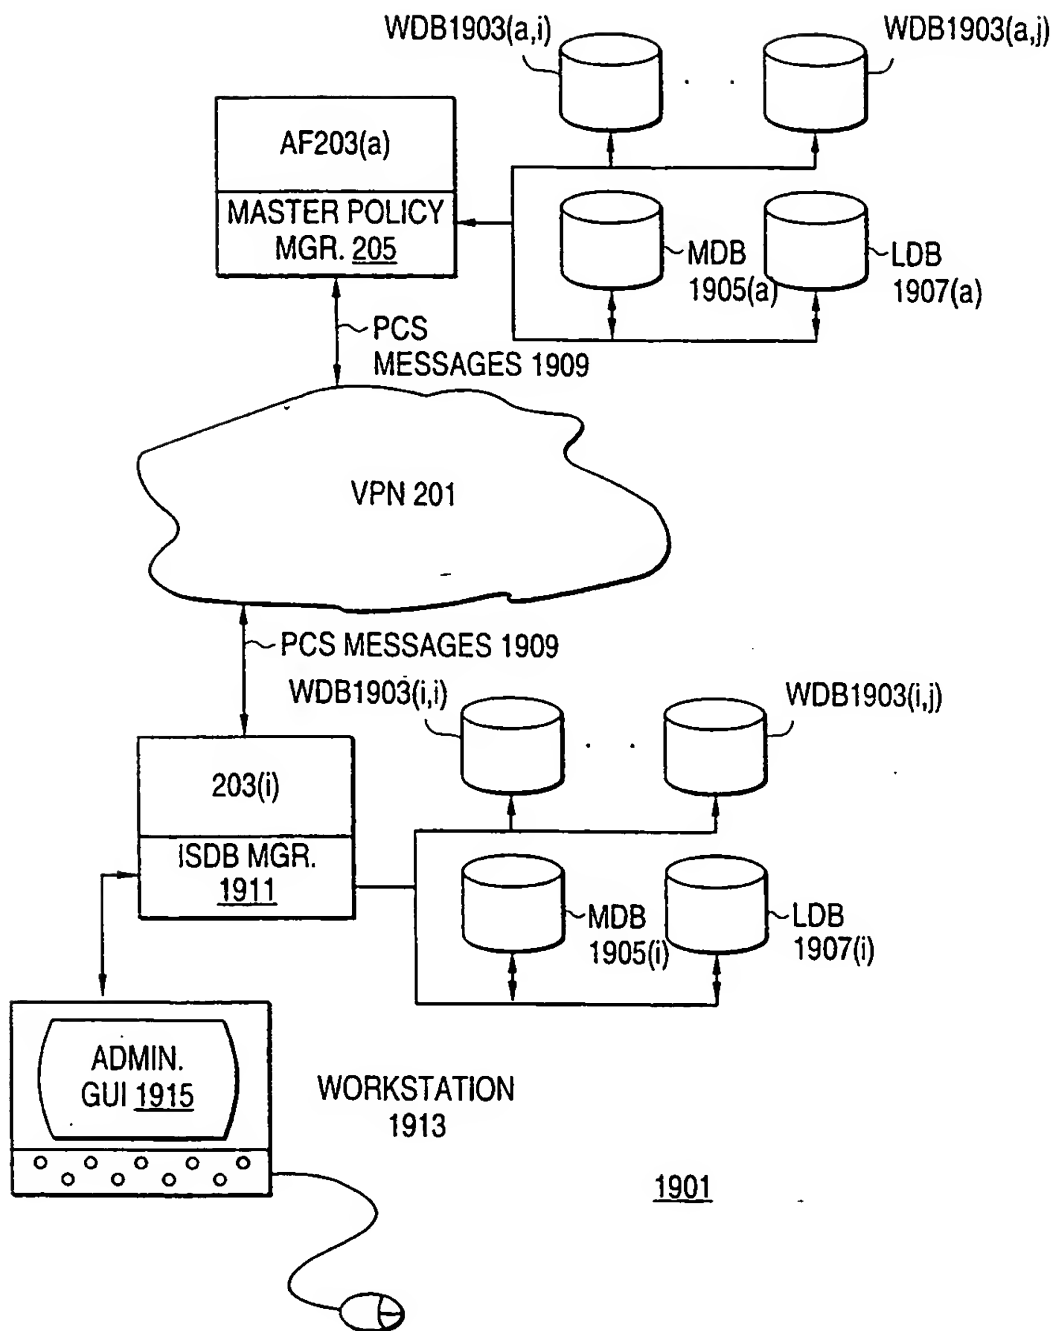 WDB1903(a,i)
WDB1903(a,j)
AF203(a)
MASTER POLICY
MGR. 205
MDB
1905(a)
LDB
1907(a)
PCS
MESSAGES 1909
VPN 201
PCS MESSAGES 1909
WDB1903(i,i)
WDB1903(i,j)
203(i)
ISDB MGR.
1911
MDB
1905(i)
LDB
1907(i)
ADMIN.
GUI 1915
WORKSTATION
1913
1901